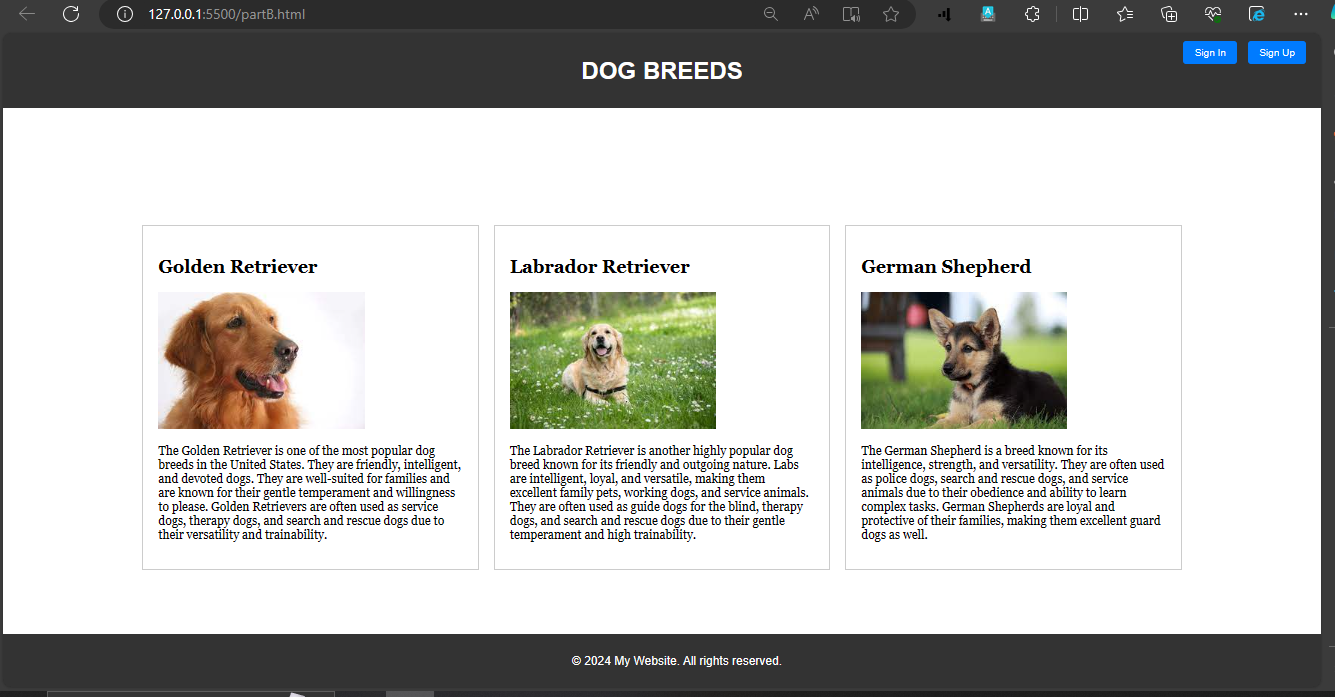 127.0.0.1:5500/partB.html
DOG BREEDS
Sign In
Sign Up
Golden Retriever
The Golden Retriever is one of the most popular dog
breeds in the United States. They are friendly, intelligent,
and devoted dogs. They are well-suited for families and
are known for their gentle temperament and willingness
to please. Golden Retrievers are often used as service
dogs, therapy dogs, and search and rescue dogs due to
their versatility and trainability.
Labrador Retriever
The Labrador Retriever is another highly popular dog
breed known for its friendly and outgoing nature. Labs
are intelligent, loyal, and versatile, making them
excellent family pets, working dogs, and service animals.
They are often used as guide dogs for the blind, therapy
dogs, and search and rescue dogs due to their gentle
temperament and high trainability.
German Shepherd
The German Shepherd is a breed known for its
intelligence, strength, and versatility. They are often used
as police dogs, search and rescue dogs, and service
animals due to their obedience and ability to learn
complex tasks. German Shepherds are loyal and
protective of their families, making them excellent guard
dogs as well.
© 2024 My Website. All rights reserved.